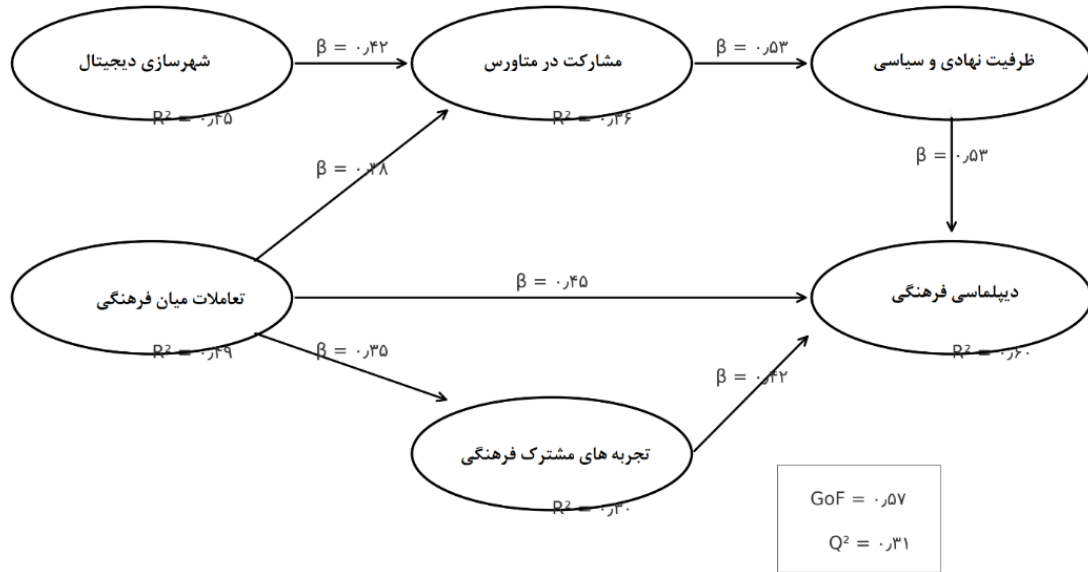 شهرسازی دیجیتال
β = ۰٫۴۲
مشارکت در متاورس
β = ۰٫۵۳
ظرفیت نهادی و سیاسی
R² = ۰٫۴۵
R² = ۰٫۳۶
β = ۰٫۴۸
β = ۰٫۵۳
تعاملات میان فرهنگی
β = ۰٫۴۵
دیپلماسی فرهنگی
R² = ۰٫۴۹
β = ۰٫۳۵
R² = ۰٫۶۰
β = ۰٫۴۲
تجربه های مشترک فرهنگی
R² = ۰٫۳۰
GoF = ۰٫۵۷
Q² = ۰٫۳۱